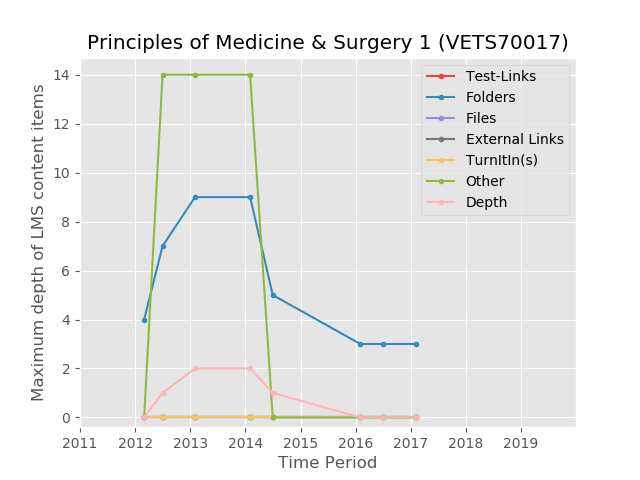 Principles of Medicine & Surgery 1 (VETS70017)
Maximum depth of LMS content items
14
12
10
8
6
4
2
0
Test-Links
Folders
Files
External Links
TurnItIn(s)
Other
Depth
2011 2012 2013 2014 2015 2016 2017 2018 2019
Time Period